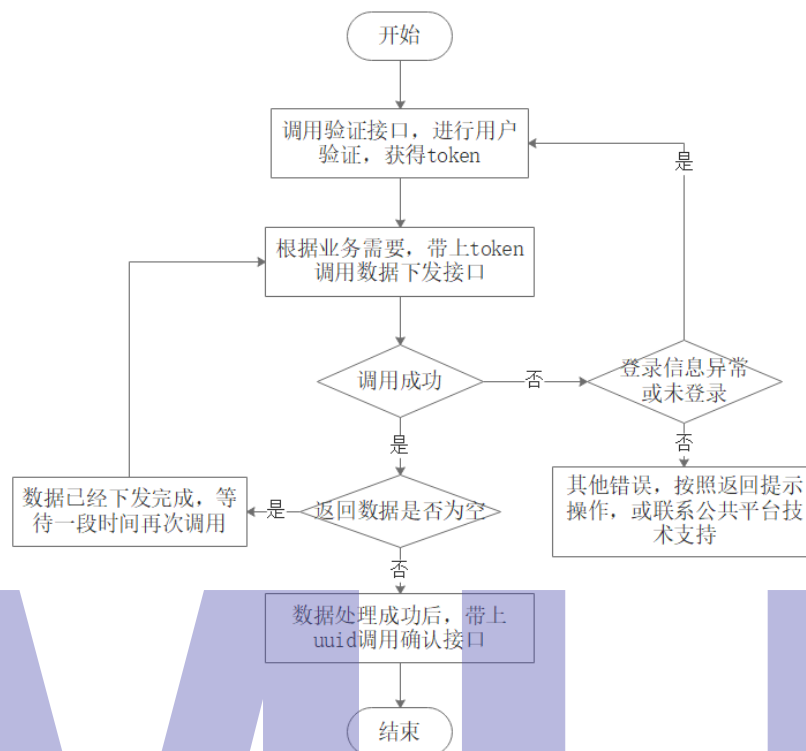 开始
调用验证接口，进行用户
验证，获得token
是
根据业务需要，带上token
调用数据下发接口
调用成功
否
登录信息异常
或未登录
是
否
数据已经下发完成，等
待一段时间再次调用
是
返回数据是否为空
其他错误，按照返回提示
操作，或联系公共平台技
术支持
否
数据处理成功后，带上
uuid调用确认接口
结束